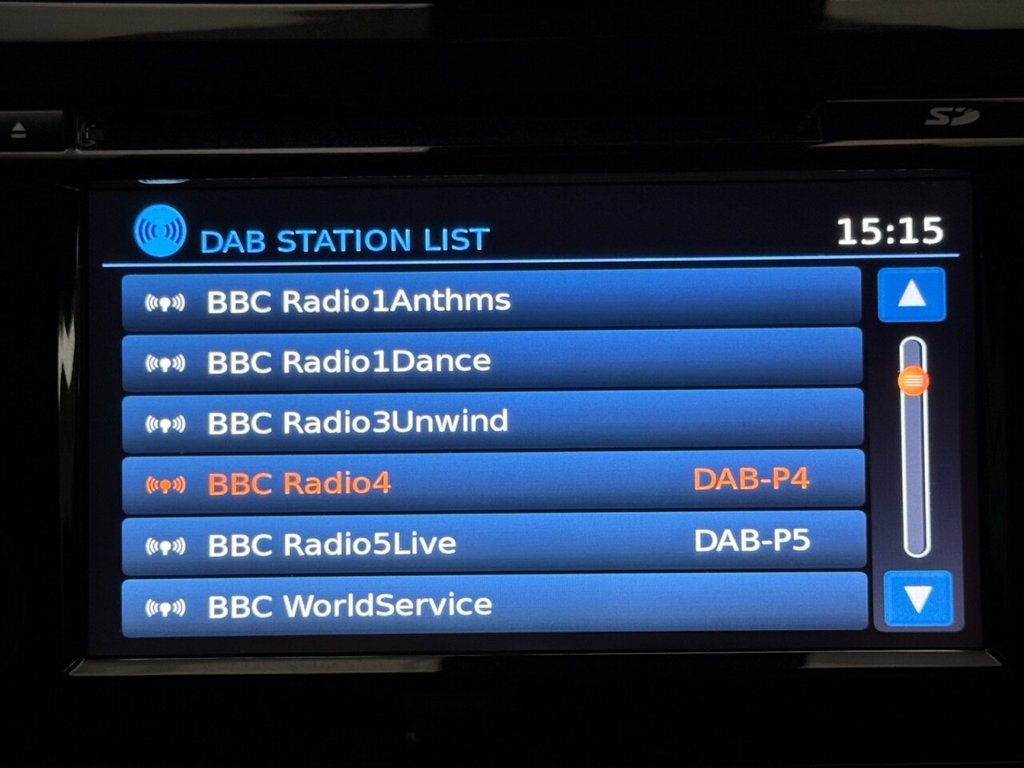 SD
DAB STATION LIST 15:15
BBC Radio1Anthms
BBC Radio1Dance
BBC Radio3Unwind
BBC Radio4 DAB-P4
BBC Radio5Live DAB-P5
BBC WorldService